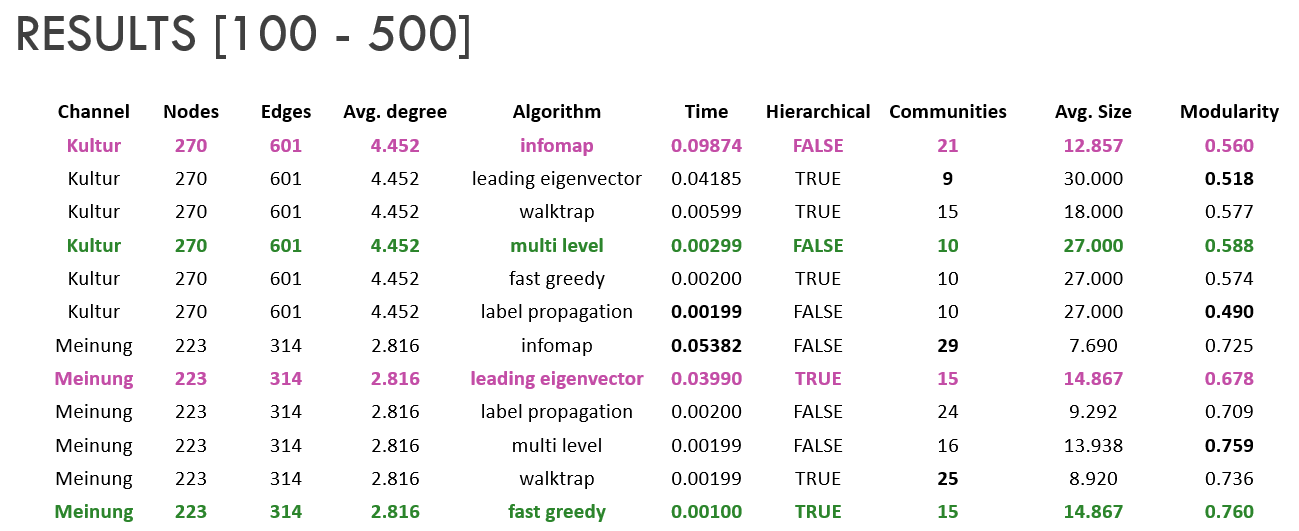 RESULTS [100 - 500]
Channel Nodes Edges Avg. degree Algorithm Time Hierarchical Communities Avg. Size Modularity
Kultur 270 601 4.452 infomap 0.09874 FALSE 21 12.857 0.560
Kultur 270 601 4.452 leading eigenvector 0.04185 TRUE 9 30.000 0.518
Kultur 270 601 4.452 walktrap 0.00599 TRUE 15 18.000 0.577
Kultur 270 601 4.452 multi level 0.00299 FALSE 10 27.000 0.588
Kultur 270 601 4.452 fast greedy 0.00200 TRUE 10 27.000 0.574
Kultur 270 601 4.452 label propagation 0.00199 FALSE 10 27.000 0.490
Meinung 223 314 2.816 infomap 0.05382 FALSE 29 7.690 0.725
Meinung 223 314 2.816 leading eigenvector 0.03990 TRUE 15 14.867 0.678
Meinung 223 314 2.816 label propagation 0.00200 FALSE 24 9.292 0.709
Meinung 223 314 2.816 multi level 0.00199 FALSE 16 13.938 0.759
Meinung 223 314 2.816 walktrap 0.00199 TRUE 25 8.920 0.736
Meinung 223 314 2.816 fast greedy 0.00100 TRUE 15 14.867 0.760